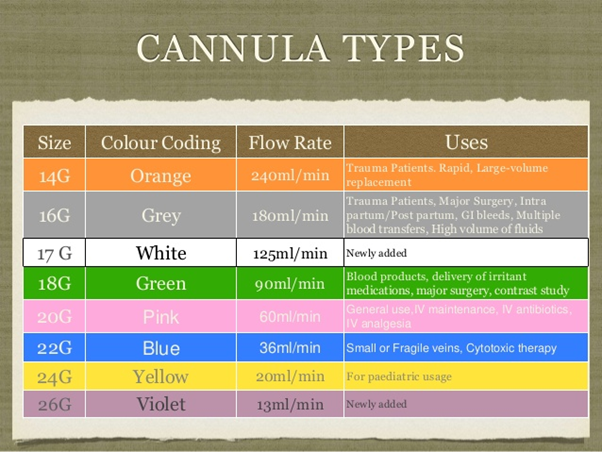 CANNULA TYPES
Size Colour Coding Flow Rate Uses
14G Orange 240ml/min Trauma Patients. Rapid, Large-volume
replacement
16G Grey 180ml/min Trauma Patients, Major Surgery, Intra
partum/Post partum, GI bleeds, Multiple
blood transfers, High volume of fluids
17 G White 125ml/min Newly added
18G Green 90ml/min Blood products, delivery of irritant
medications, major surgery, contrast study
20G Pink 60ml/min General use,IV maintenance, IV antibiotics,
IV analgesia
22G Blue 36ml/min Small or Fragile veins, Cytotoxic therapy
24G Yellow 20ml/min For paediatric usage
26G Violet 13ml/min Newly added